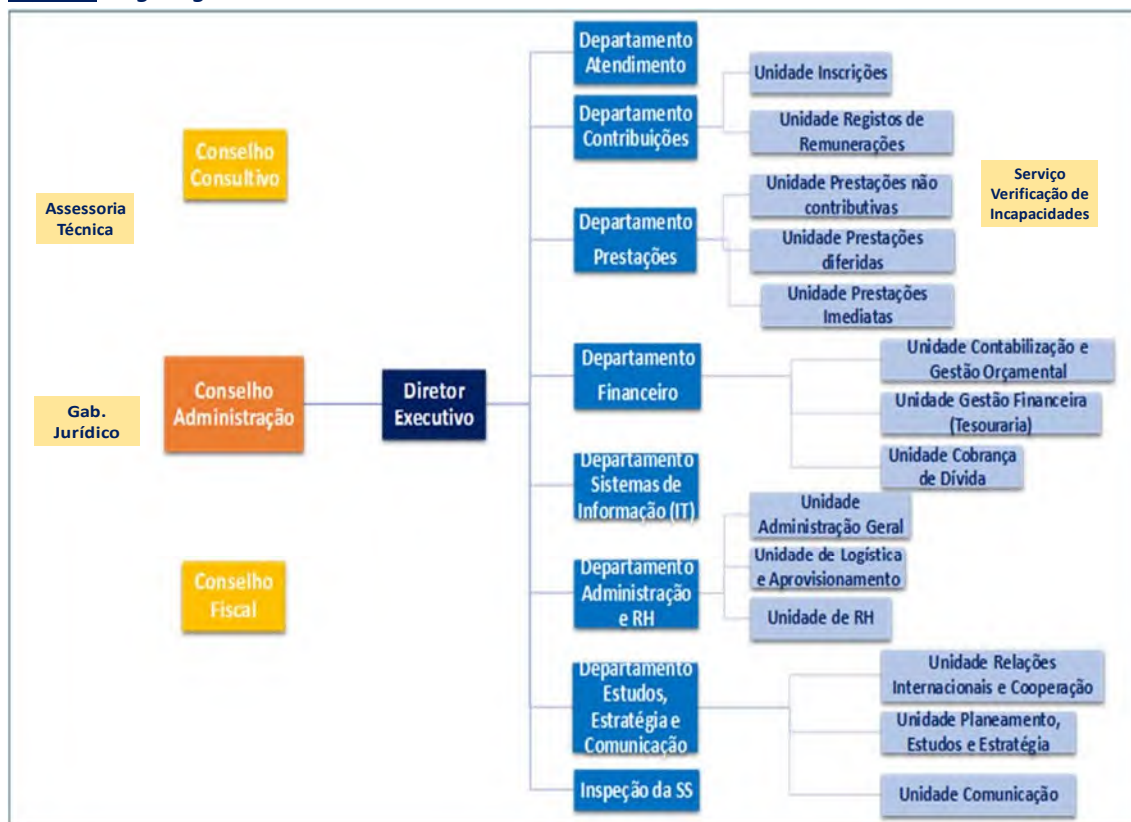 Conselho
Consultivo
Assessoria
Técnica
Gab.
Jurídico
Conselho
Administração
Conselho
Fiscal
Diretor
Executivo
Departamento
Atendimento
Departamento
Contribuições
Unidade Inscrições
Unidade Registos de
Remunerações
Departamento
Prestações
Unidade Prestações não
contributivas
Unidade Prestações
diferidas
Unidade Prestações
Imediatas
Serviço
Verificação de
Incapacidades
Departamento
Financeiro
Unidade Contabilização e
Gestão Orçamental
Unidade Gestão Financeira
(Tesouraria)
Unidade Cobrança
de Dívida
Departamento
Sistemas de
Informação (IT)
Departamento
Administração
e RH
Unidade
Administração Geral
Unidade de Logística
e Aprovisionamento
Unidade de RH
Departamento
Estudos,
Estratégia e
Comunicação
Unidade Relações
Internacionais e Cooperação
Unidade Planeamento,
Estudos e Estratégia
Unidade Comunicação
Inspeção da SS